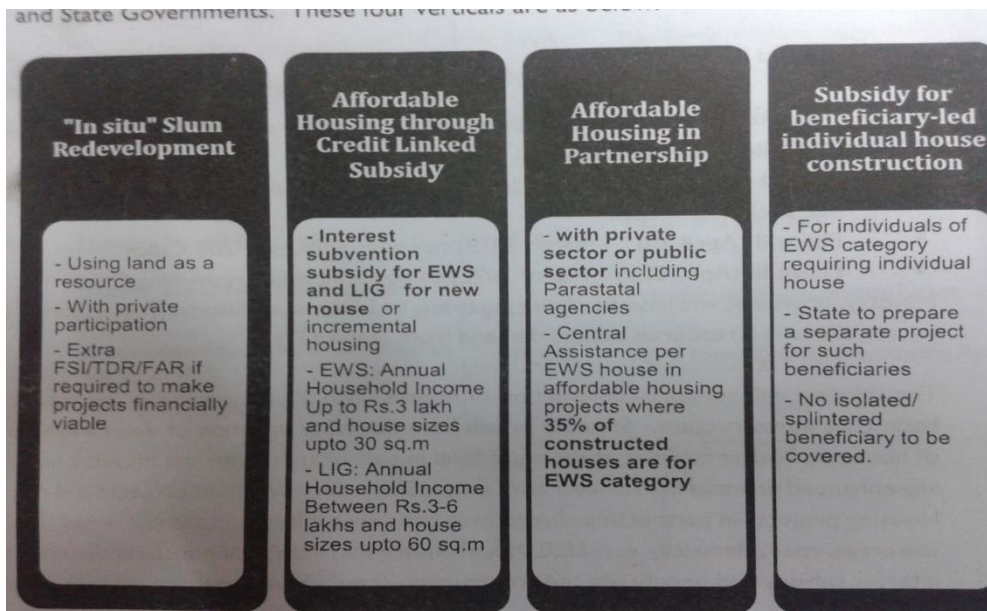 and State Governments. These four verticals are as below:
"In situ" Slum
Redevelopment
- Using land as a
resource
- With private
participation
- Extra
FSI/TDR/FAR if
required to make
projects financially
viable
Affordable
Housing through
Credit Linked
Subsidy
- Interest
subvention
subsidy for EWS
and LIG for new
house or
incremental
housing
- EWS: Annual
Household Income
Up to Rs.3 lakh
and house sizes
upto 30 sq.m
- LIG: Annual
Household Income
Between Rs.3-6
lakhs and house
sizes upto 60 sq.m
Affordable
Housing in
Partnership
- with private
sector or public
sector including
Parastatal
agencies
- Central
Assistance per
EWS house in
affordable housing
projects where
35% of
constructed
houses are for
EWS category
Subsidy for
beneficiary-led
individual house
construction
- For individuals of
EWS category
requiring individual
house
- State to prepare
a separate project
for such
beneficiaries
- No isolated/
splintered
beneficiary to be
covered.